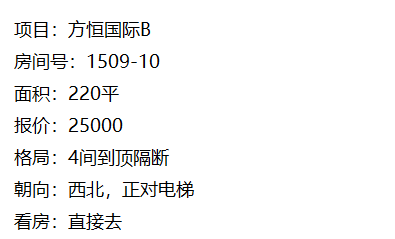 项目：方恒国际B
房间号：1509-10
面积：220平
报价：25000
格局：4间到顶隔断
朝向：西北，正对电梯
看房：直接去